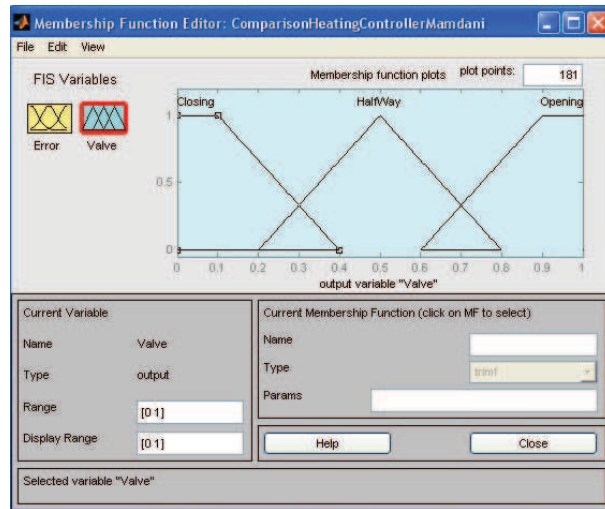 Membership Function Editor: ComparisonHeatingControllerMamdani
File Edit View
FIS Variables
Membership function plots plot points: 181
Closing HalfWay Opening
Error Valve
1
0.5
0
0 0.1 0.2 0.3 0.4 0.5 0.6 0.7 0.8 0.9 1
output variable "Valve"
Current Variable
Name Valve
Type output
Range [0 1]
Display Range [0 1]
Current Membership Function (click on MF to select)
Name
Type trimf
Params
Help Close
Selected variable "Valve"